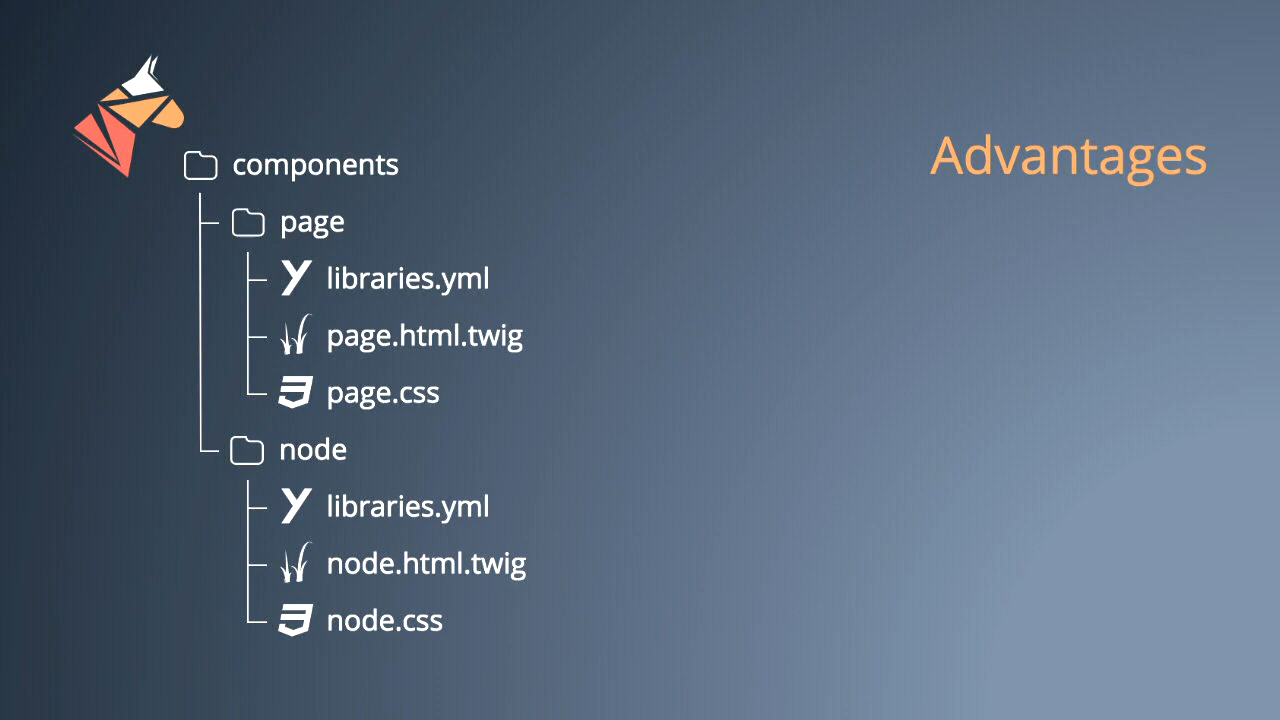 Advantages
components
page
libraries.yml
page.html.twig
page.css
node
libraries.yml
node.html.twig
node.css